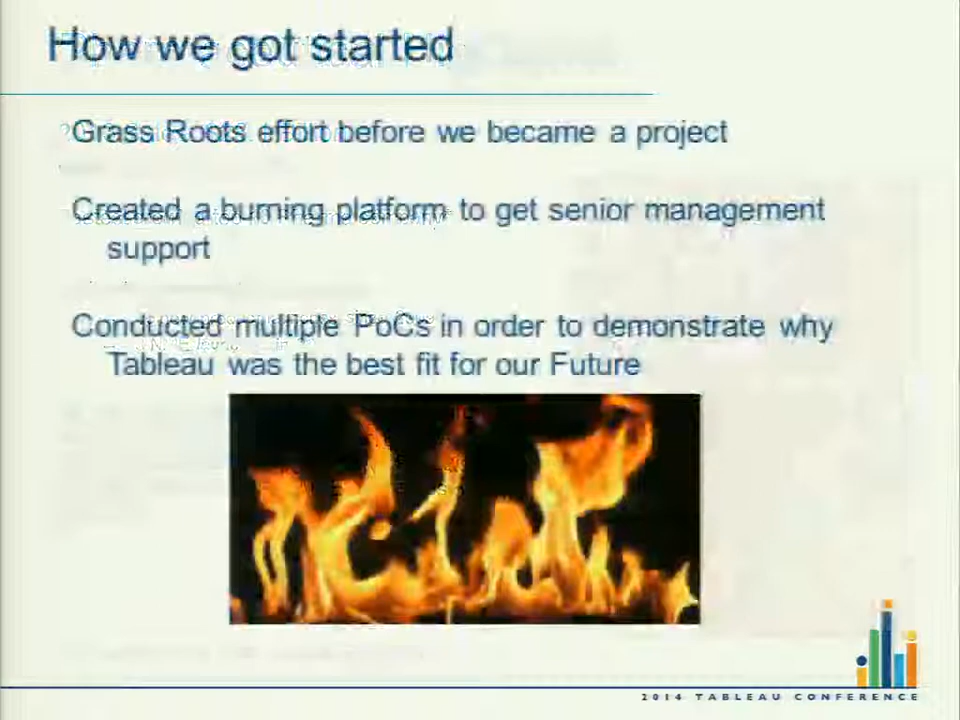 How we got started
Grass Roots effort before we became a project
Created a burning platform to get senior management
support
Conducted multiple PoCs in order to demonstrate why
Tableau was the best fit for our Future
2014 TABLEAU CONFERENCE